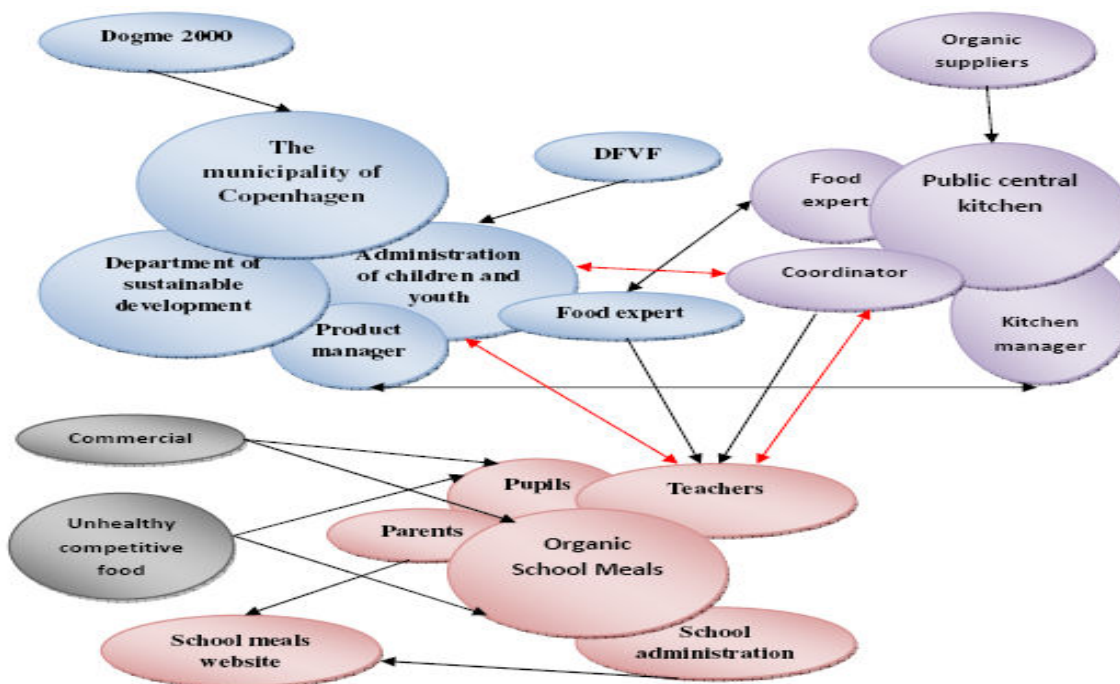 Dogme 2000
Organic
suppliers
The
municipality of
Copenhagen
DFVF
Food
expert
Public central
kitchen
Department of
sustainable
development
Administration
of children and
youth
Coordinator
Product
manager
Food expert
Kitchen
manager
Commercial
Pupils
Teachers
Unhealthy
competitive
food
Parents
Organic
School Meals
School meals
website
School
administration